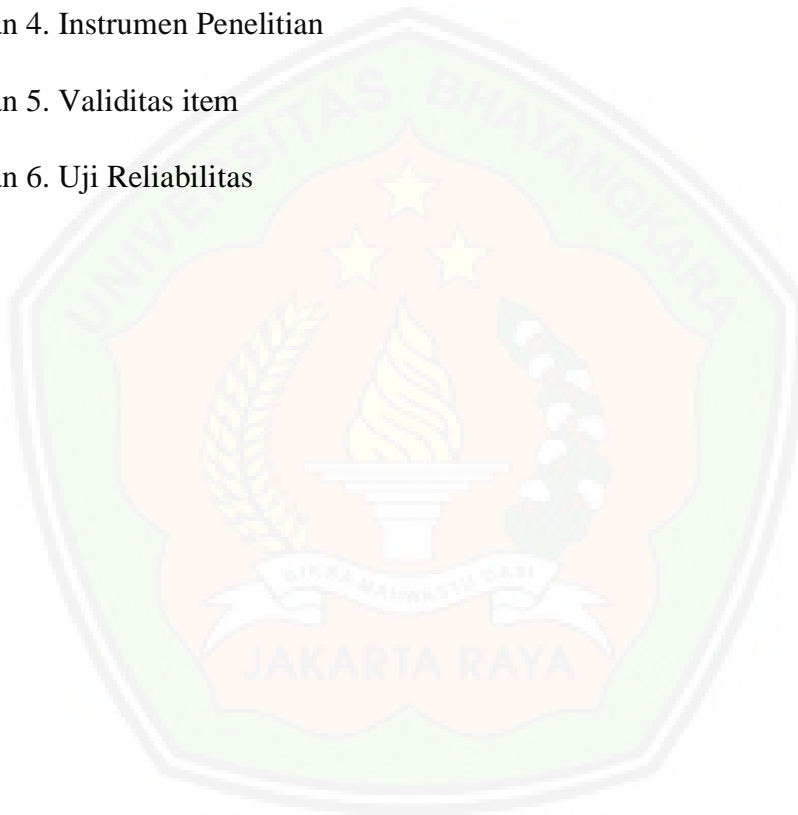 an 4. Instrumen Penelitian
an 5. Validitas item
an 6. Uji Reliabilitas
UNIVERSITAS BHAYANGKARA
JAKARTA RAYA